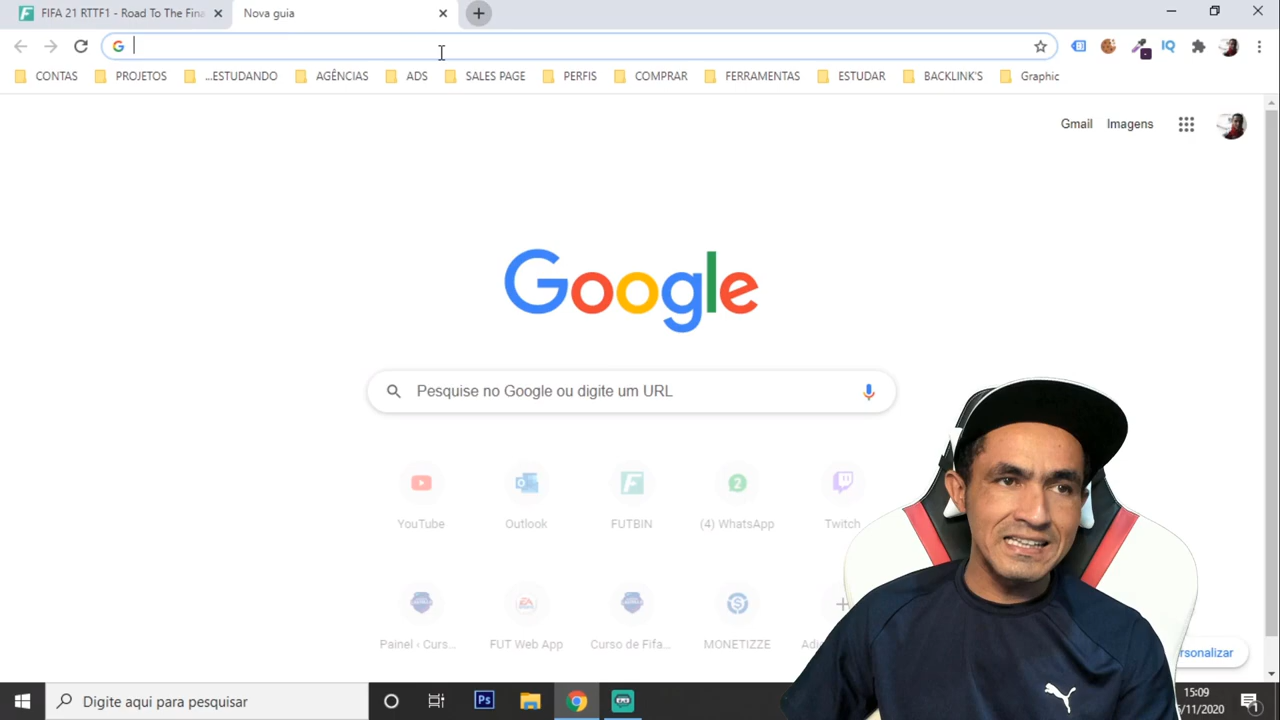 FIFA 21 RTTF1 - Road To The Fina
Nova guia
CONTAS PROJETOS ...ESTUDANDO AGÊNCIAS ADS SALES PAGE PERFIS COMPRAR FERRAMENTAS ESTUDAR BACKLINK'S Graphic
Gmail Imagens
Google
Pesquise no Google ou digite um URL
YouTube Outlook FUTBIN (4) WhatsApp Twitch
Painel ‹ Curs... FUT Web App Curso de Fifa... MONETIZZE
Digite aqui para pesquisar
15:09